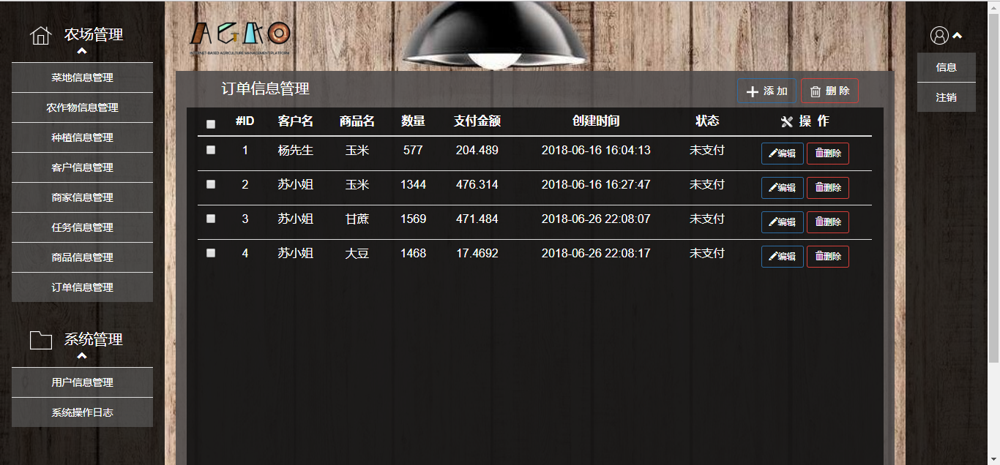 农场管理
菜地信息管理
农作物信息管理
种植信息管理
客户信息管理
商家信息管理
任务信息管理
商品信息管理
订单信息管理
系统管理
用户信息管理
系统操作日志
AGRO
INTERNET-BASED AGRICULTURE MANAGEMENT PLATFORM
订单信息管理
添加 删除
#ID 客户名 商品名 数量 支付金额 创建时间 状态 操作
1 杨先生 玉米 577 204.489 2018-06-16 16:04:13 未支付 编辑 删除
2 苏小姐 玉米 1344 476.314 2018-06-16 16:27:47 未支付 编辑 删除
3 苏小姐 甘蔗 1569 471.484 2018-06-26 22:08:07 未支付 编辑 删除
4 苏小姐 大豆 1468 17.4692 2018-06-26 22:08:17 未支付 编辑 删除
信息
注销